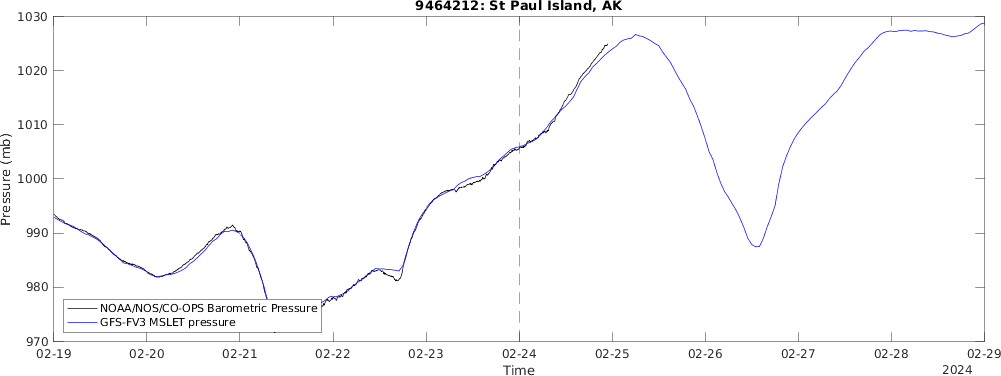 9464212: St Paul Island, AK
Pressure (mb)
1030
1020
1010
1000
990
980
970
NOAA/NOS/CO-OPS Barometric Pressure
GFS-FV3 MSLET pressure
02-19 02-20 02-21 02-22 02-23 02-24 02-25 02-26 02-27 02-28 02-29
Time
2024